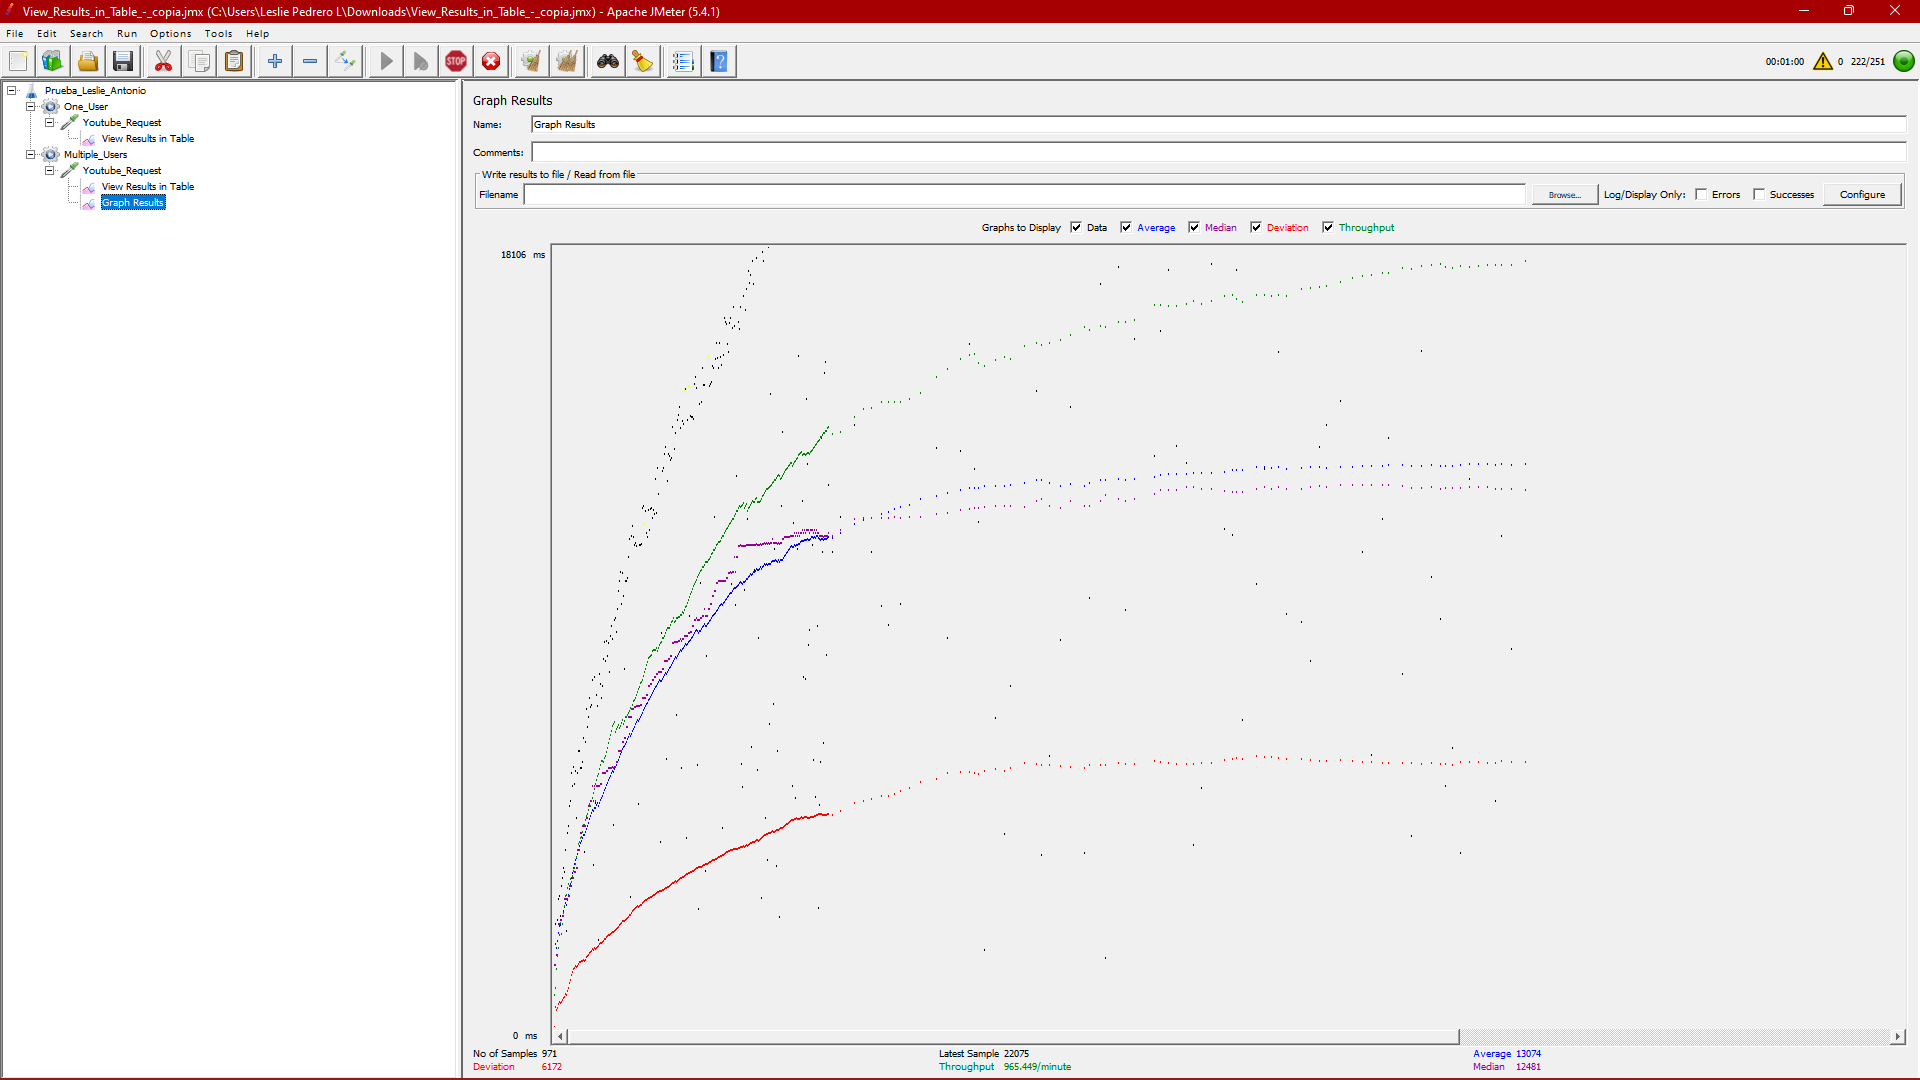 View_Results_in_Table_-_copia.jmx (C:\Users\Leslie Pedrero L\Downloads\View_Results_in_Table_-_copia.jmx) - Apache JMeter (5.4.1)
File Edit Search Run Options Tools Help
STOP
00:01:00 0 222/251
Prueba_Leslie_Antonio
One_User
Youtube_Request
View Results in Table
Multiple_Users
Youtube_Request
View Results in Table
Graph Results
Graph Results
Name: Graph Results
Comments:
Write results to file / Read from file
Filename Browse... Log/Display Only: Errors Successes Configure
Graphs to Display Data Average Median Deviation Throughput
18106 ms
0 ms
No of Samples 971 Latest Sample 22075 Average 13074
Deviation 6172 Throughput 965.449/minute Median 12481